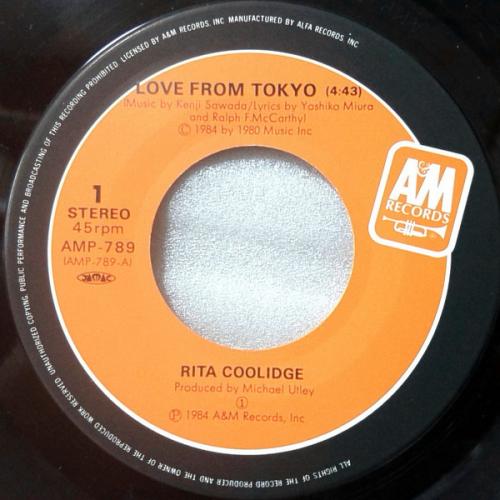 UNAUTHORIZED COPYING PUBLIC PERFORMANCE AND BROADCASTING OF THIS RECORDING PROHIBITED. LICENSED BY A&M RECORDS, INC MANUFACTURED BY ALFA RECORDS, INC
LOVE FROM TOKYO (4:43)
(Music by Kenji Sawada/Lyrics by Yoshiko Miura
and Ralph F.McCarthy)
Ⓒ 1984 by 1980 Music Inc
A&M
RECORDS
1
STEREO
45rpm
AMP-789
(AMP-789-A)
JASRAC
RITA COOLIDGE
Produced by Michael Utley
①
Ⓟ 1984 A&M Records, Inc
ALL RIGHTS OF THE RECORD PRODUCER AND THE OWNER OF THE REPRODUCED WORK RESERVED